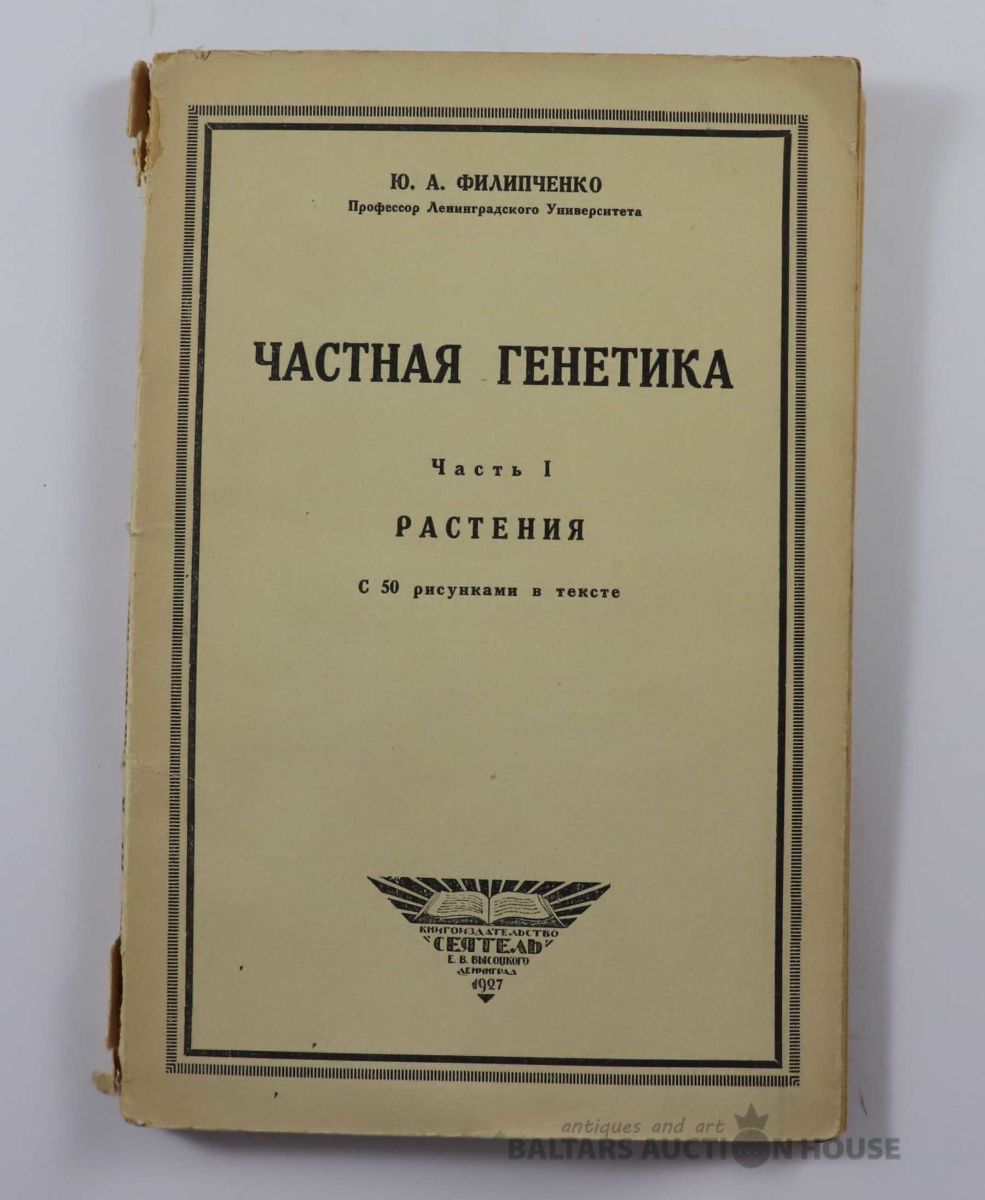 Ю. А. ФИЛИПЧЕНКО
Профессор Ленинградского Университета
ЧАСТНАЯ ГЕНЕТИКА
Часть I
РАСТЕНИЯ
С 50 рисунками в тексте
КНИГОИЗДАТЕЛЬСТВО
"СЕЯТЕЛЬ"
Е. В. ВЫСОЦКОГО
ЛЕНИНГРАД
1927
antiques and art
BALTARS AUCTION HOUSE